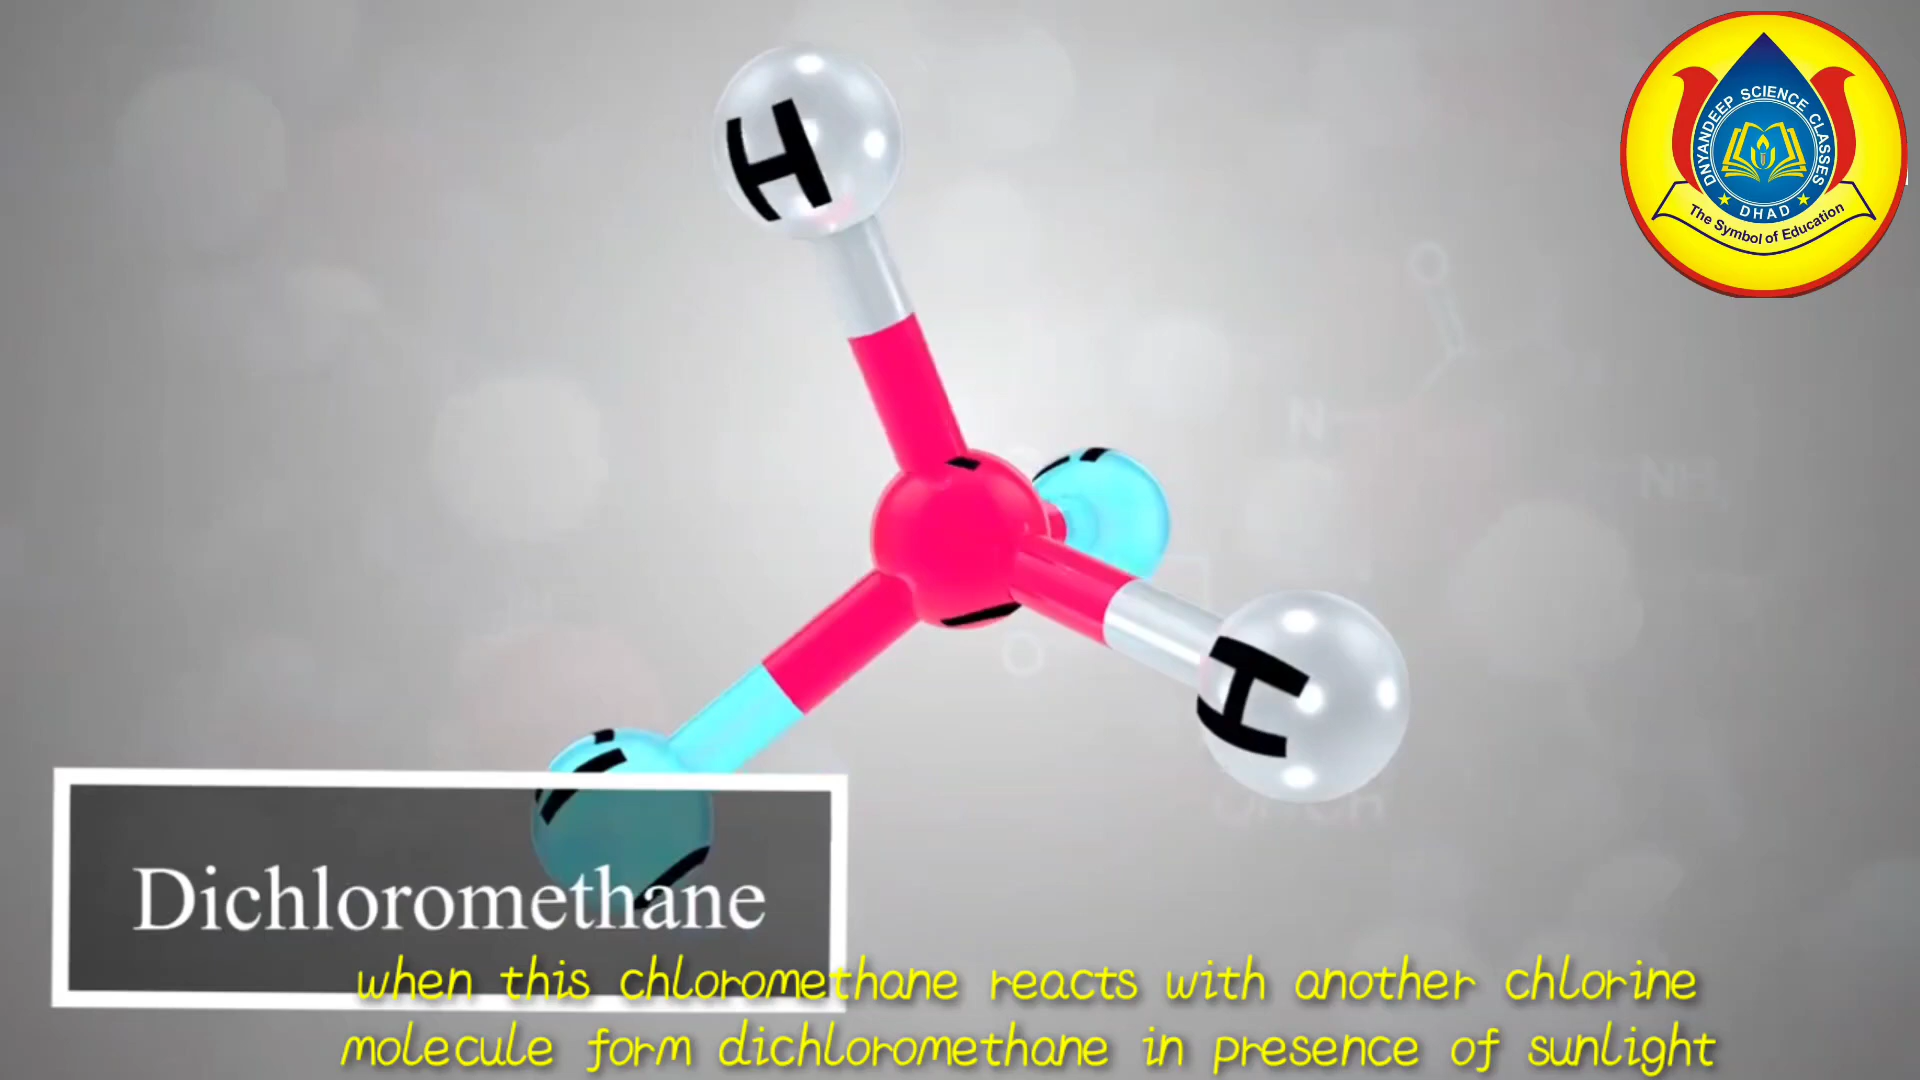 H
DNYANDEEP SCIENCE CLASSES
DHAD
The Symbol of Education
O
N
NH
O
H
Dichloromethane
when this chloromethane reacts with another chlorine
molecule form dichloromethane in presence of sunlight